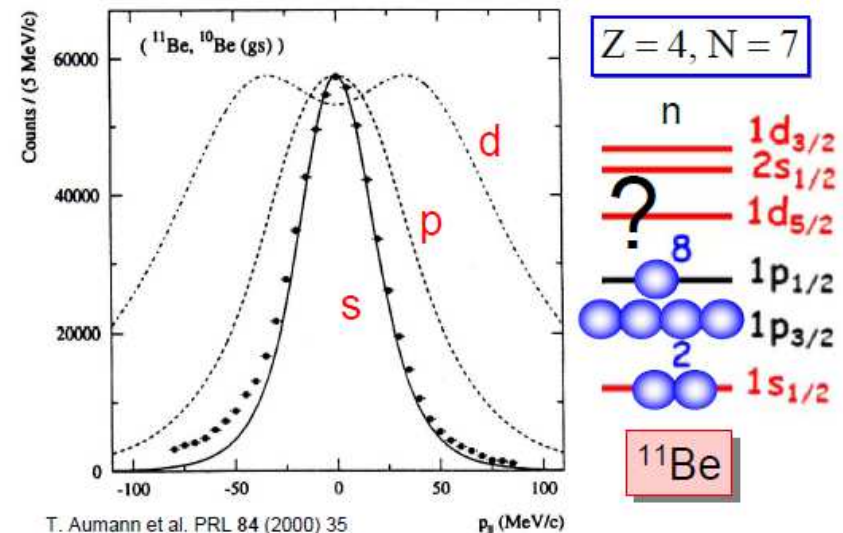 ( ¹¹Be, ¹⁰Be (gs) )
Counts / (5 MeV/c)
60000
40000
20000
0
-100
-50
0
50
100
p∥ (MeV/c)
d
p
s
T. Aumann et al. PRL 84 (2000) 35
Z = 4, N = 7
n
1d3/2
2s1/2
?
1d5/2
8
1p1/2
1p3/2
2
1s1/2
¹¹Be